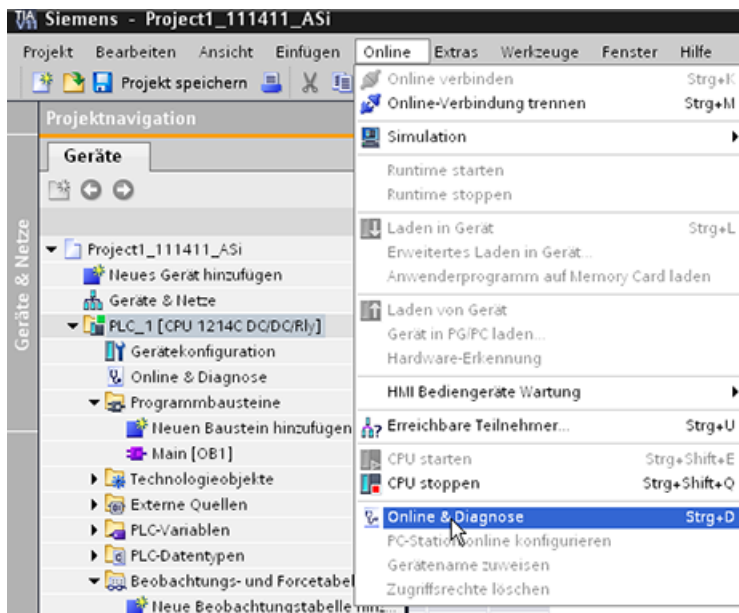 Siemens - Project1_111411_ASi
Projekt Bearbeiten Ansicht Einfügen Online Extras Werkzeuge Fenster Hilfe
Projekt speichern
Projektnavigation
Geräte
Geräte & Netze
Project1_111411_ASi
Neues Gerät hinzufügen
Geräte & Netze
PLC_1 [CPU 1214C DC/DC/Rly]
Gerätekonfiguration
Online & Diagnose
Programmbausteine
Neuen Baustein hinzufügen
Main [OB1]
Technologieobjekte
Externe Quellen
PLC-Variablen
PLC-Datentypen
Beobachtungs- und Forcetabel
Neue Beobachtungstabelle hinz...
Online verbinden Strg+K
Online-Verbindung trennen Strg+M
Simulation
Runtime starten
Runtime stoppen
Laden in Gerät Strg+L
Erweitertes Laden in Gerät...
Anwenderprogramm auf Memory Card laden
Laden von Gerät
Gerät in PG/PC laden...
Hardware-Erkennung
HMI Bediengeräte Wartung
Erreichbare Teilnehmer... Strg+U
CPU starten Strg+Shift+E
CPU stoppen Strg+Shift+Q
Online & Diagnose Strg+D
PC-Station online konfigurieren
Gerätename zuweisen
Zugriffsrechte löschen